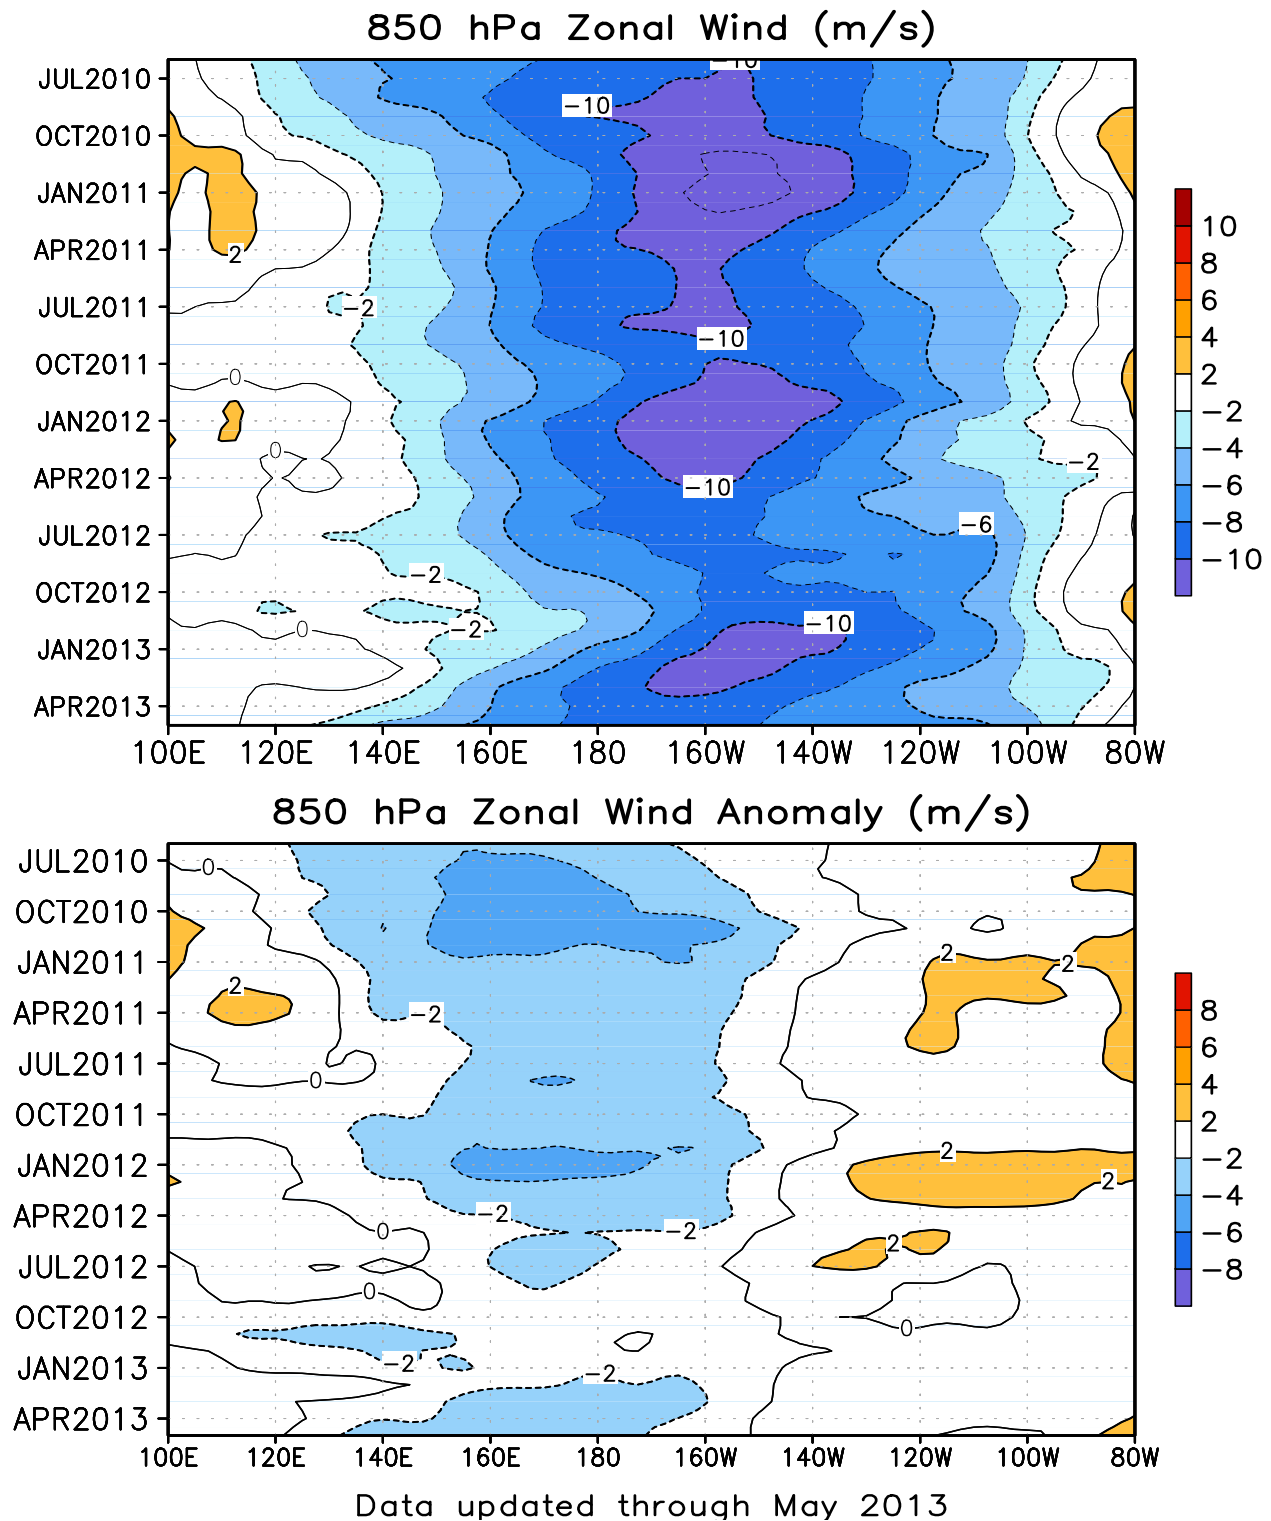 850 hPa Zonal Wind (m/s)
JUL2010
OCT2010
JAN2011
APR2011
JUL2011
OCT2011
JAN2012
APR2012
JUL2012
OCT2012
JAN2013
APR2013
−10
−10
2
−2
−10
0
0
−2
−10
−6
−2
−10
0
−2
100E 120E 140E 160E 180 160W 140W 120W 100W 80W
10
8
6
4
2
−2
−4
−6
−8
−10
850 hPa Zonal Wind Anomaly (m/s)
JUL2010
OCT2010
JAN2011
APR2011
JUL2011
OCT2011
JAN2012
APR2012
JUL2012
OCT2012
JAN2013
APR2013
0
2
2
2
−2
0
2
2
−2
−2
0
2
0
0
−2
−2
100E 120E 140E 160E 180 160W 140W 120W 100W 80W
8
6
4
2
−2
−4
−6
−8
Data updated through May 2013